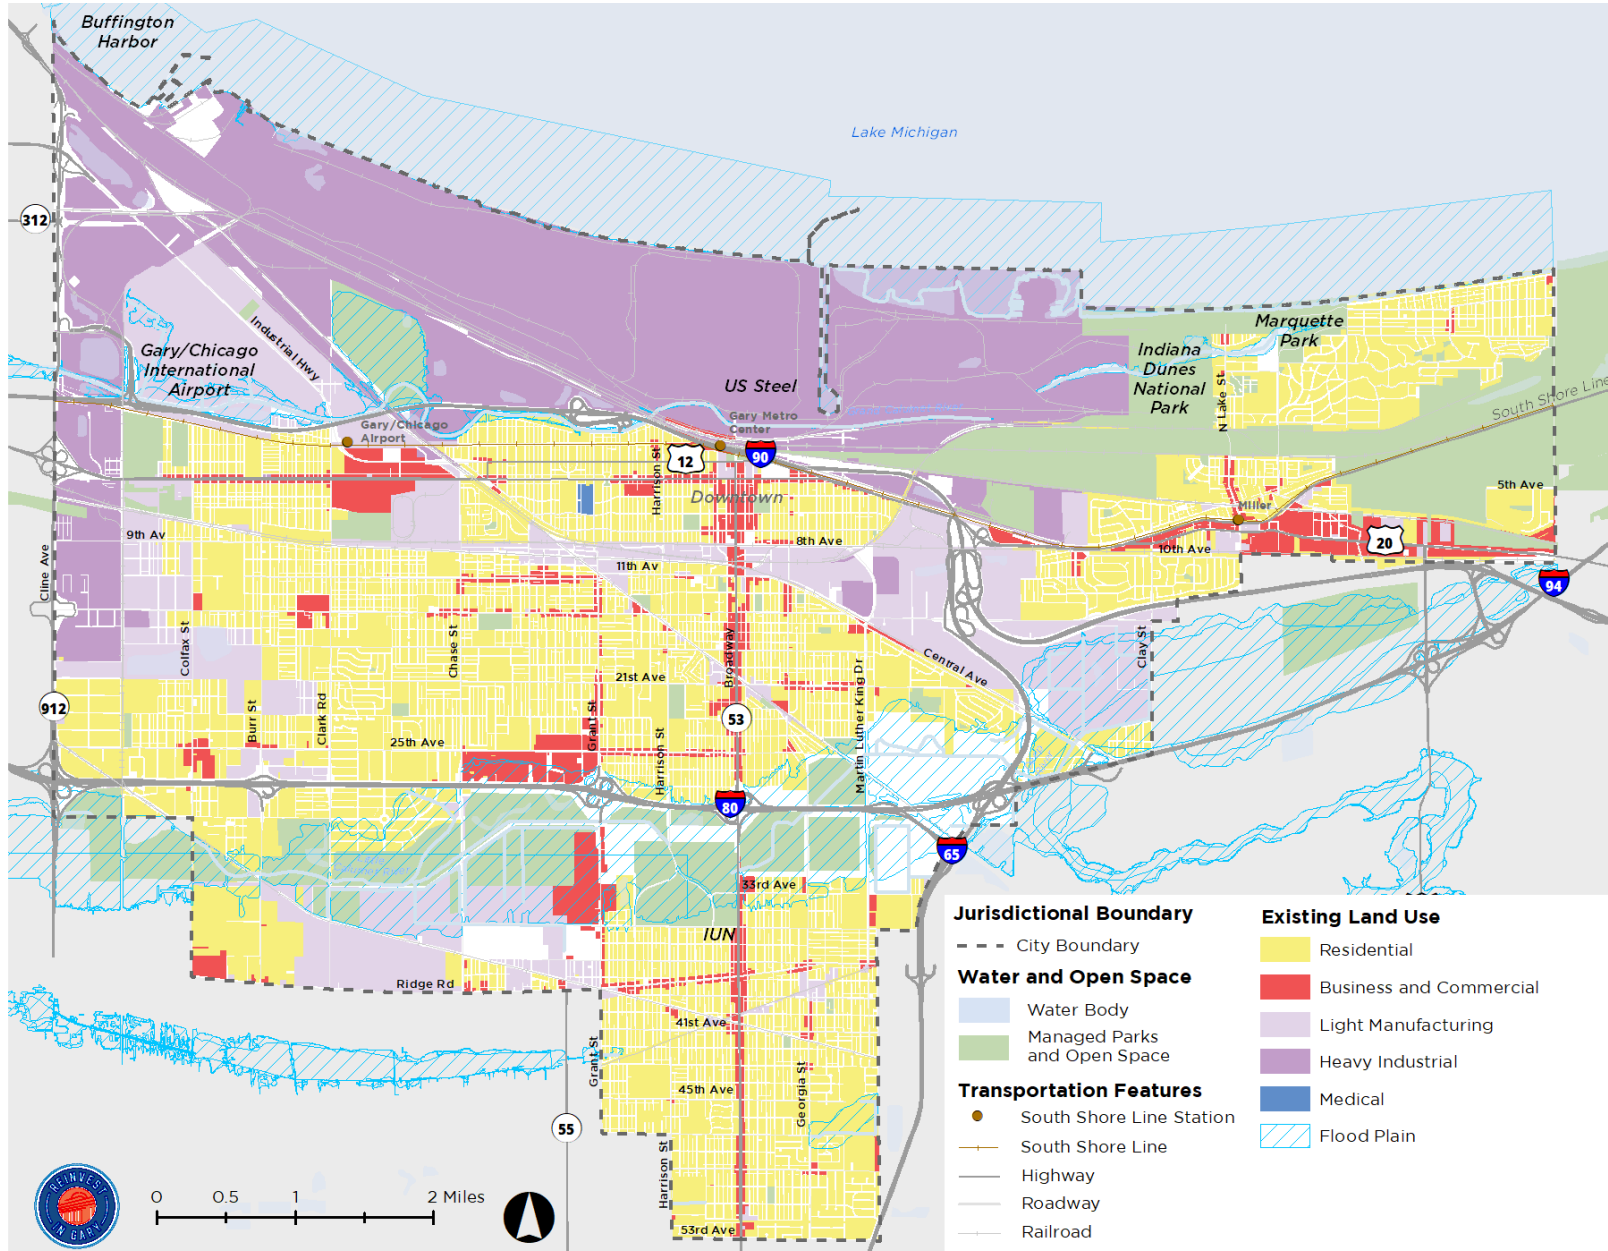 Buffington
Harbor
Lake Michigan
312
Industrial Hwy
Gary/Chicago
International
Airport
US Steel
Marquette
Park
Indiana
Dunes
National
Park
N Lake St
South Shore Line
Gary Metro
Center
Gary/Chicago
Airport
12
90
Harrison St
Downtown
5th Ave
Miller
9th Av
8th Ave
10th Ave
20
11th Av
94
Cline Ave
Colfax St
Chase St
Broadway
Central Ave
Clay St
21st Ave
Martin Luther King Dr
912
Burr St
Clark Rd
Grant St
53
25th Ave
Harrison St
80
65
33rd Ave
IUN
Ridge Rd
41st Ave
Grant St
45th Ave
Georgia St
55
Harrison St
53rd Ave
REINVEST
IN GARY
0 0.5 1 2 Miles
Jurisdictional Boundary
City Boundary
Water and Open Space
Water Body
Managed Parks
and Open Space
Transportation Features
South Shore Line Station
South Shore Line
Highway
Roadway
Railroad
Existing Land Use
Residential
Business and Commercial
Light Manufacturing
Heavy Industrial
Medical
Flood Plain